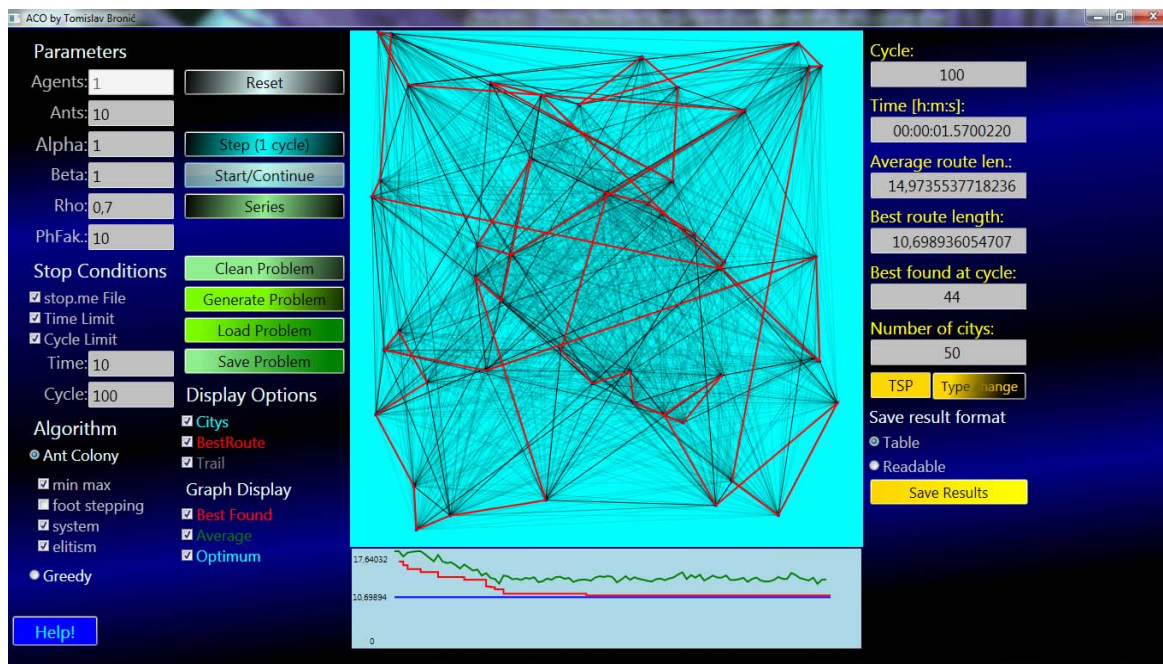 ACO by Tomislav Bronić
Parameters
Agents: 1
Reset
Ants: 10
Alpha: 1
Step (1 cycle)
Beta: 1
Start/Continue
Rho: 0,7
Series
PhFak.: 10
Stop Conditions
Clean Problem
stop.me File
Generate Problem
Time Limit
Load Problem
Cycle Limit
Time: 10
Save Problem
Cycle: 100
Display Options
Algorithm
Citys
Ant Colony
BestRoute
Trail
min max
Graph Display
foot stepping
Best Found
system
Average
elitism
Optimum
Greedy
Help!
17,64032
10,69894
0
Cycle:
100
Time [h:m:s]:
00:00:01.5700220
Average route len.:
14,9735537718236
Best route length:
10,698936054707
Best found at cycle:
44
Number of citys:
50
TSP
Type change
Save result format
Table
Readable
Save Results